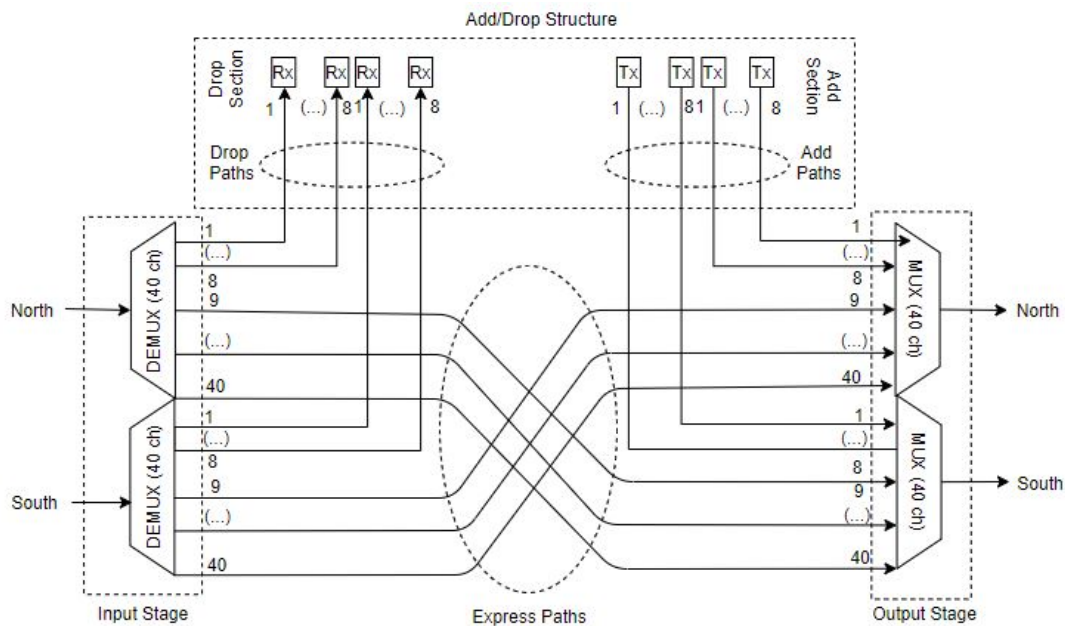 Add/Drop Structure
Drop
Section
Rx
Rx
Rx
Rx
1
(...)
8
1
(...)
8
Drop
Paths
Tx
Tx
Tx
Tx
Add
Section
1
(...)
8
1
(...)
8
Add
Paths
North
DEMUX (40 ch)
1
(...)
8
9
(...)
40
South
DEMUX (40 ch)
1
(...)
8
9
(...)
40
1
(...)
8
9
(...)
40
MUX (40 ch)
North
1
(...)
8
9
(...)
40
MUX (40 ch)
South
Input Stage
Express Paths
Output Stage